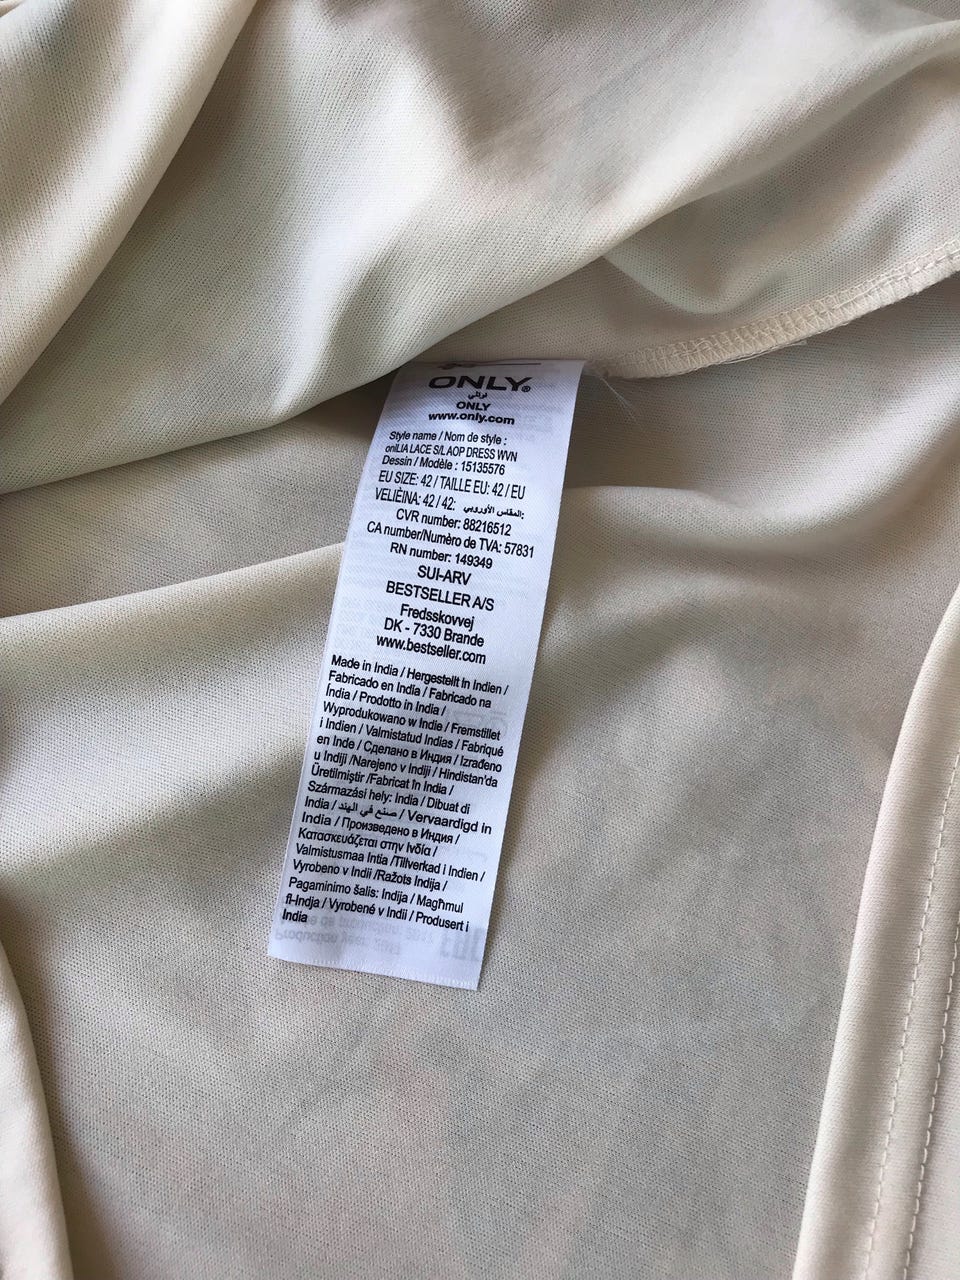 ONLY®
اونلي
ONLY
www.only.com
Style name / Nom de style :
onlLIA LACE S/L AOP DRESS WVN
Dessin / Modèle : 15135576
EU SIZE: 42 / TAILLE EU: 42 / EU
VELIĖINA: 42 / 42: المقاس الأوروبي:
CVR number: 88216512
CA number/Numèro de TVA: 57831
RN number: 149349
SUI-ARV
BESTSELLER A/S
Fredsskovvej
DK - 7330 Brande
www.bestseller.com
Made in India / Hergestellt in Indien /
Fabricado en India / Fabricado na
Índia / Prodotto in India /
Wyprodukowano w Indie / Fremstillet
i Indien / Valmistatud Indias / Fabriqué
en Inde / Сделано в Индия / Izrađeno
u Indiji /Narejeno v Indiji / Hindistan'da
Üretilmiştir /Fabricat în India /
Származási hely: India / Dibuat di
India / صنع في الهند / Vervaardigd in
India / Произведено в Индия /
Κατασκευάζεται στην Ινδία /
Valmistusmaa Intia /Tillverkad i Indien /
Vyrobeno v Indii /Ražots Indija /
Pagaminimo šalis: Indija / Magħmul
fl-Indja / Vyrobené v Indii / Produsert i
India